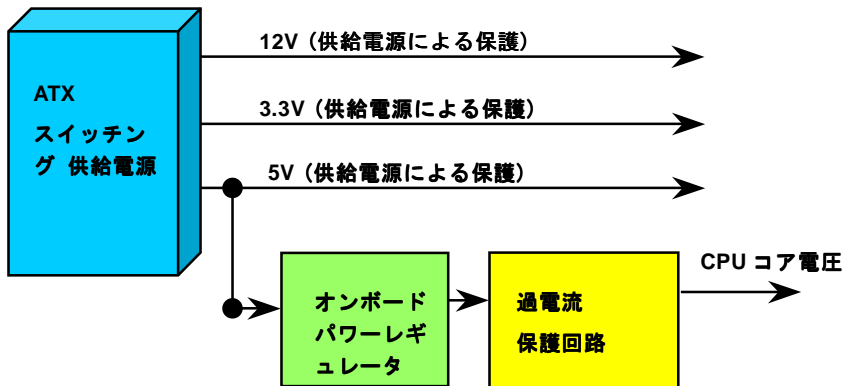 12V (供給電源による保護)
ATX
スイッチン
グ 供給電源
3.3V (供給電源による保護)
5V (供給電源による保護)
CPU コア電圧
オンボード
パワーレギ
ュレータ
過電流
保護回路